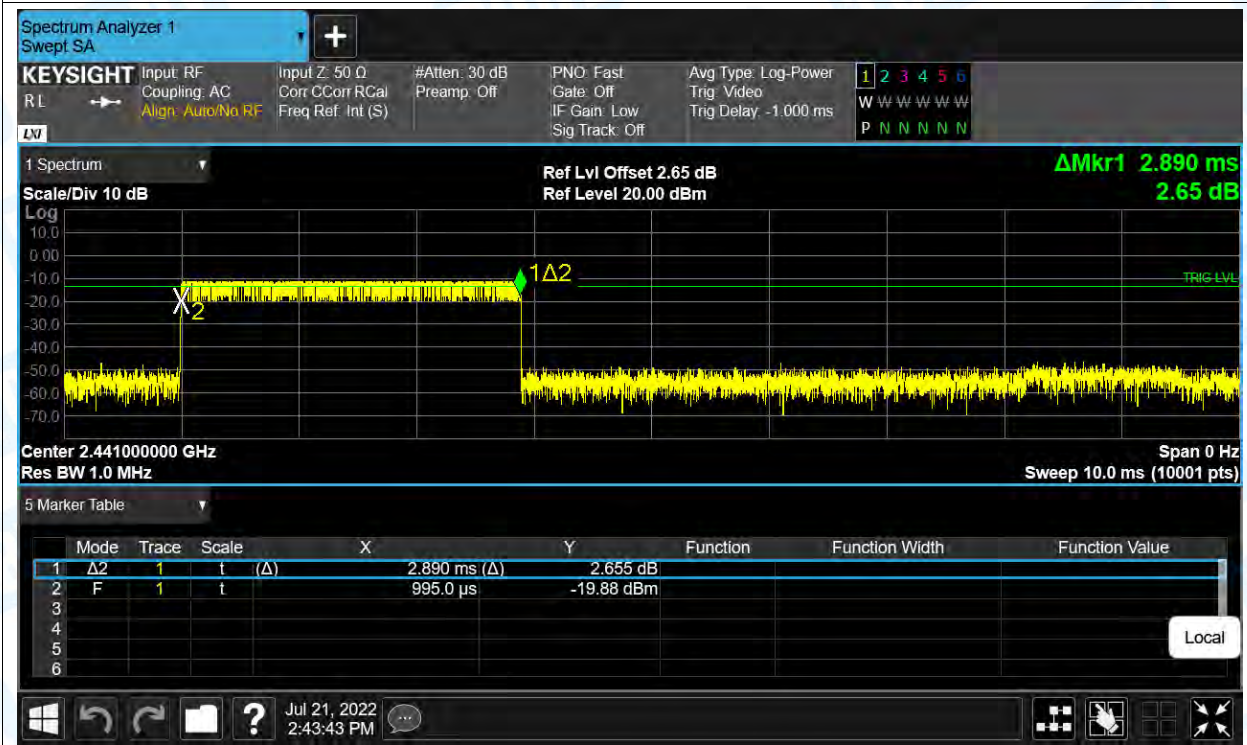 Spectrum Analyzer 1
Swept SA
+
KEYSIGHT Input: RF Input Z: 50 Ω #Atten: 30 dB PNO: Fast Avg Type: Log-Power 1 2 3 4 5 6
R L Coupling: AC Corr CCorr RCal Preamp: Off Gate: Off Trig: Video W W W W W W
Align: Auto/No RF Freq Ref: Int (S) IF Gain: Low Trig Delay: -1.000 ms
LXI Sig Track: Off P N N N N N
1 Spectrum Ref Lvl Offset 2.65 dB ΔMkr1 2.890 ms
Scale/Div 10 dB Ref Level 20.00 dBm 2.65 dB
Log
10.0
0.00
-10.0 1Δ2 TRIG LVL
-20.0 2
-30.0
-40.0
-50.0
-60.0
-70.0
Center 2.441000000 GHz Span 0 Hz
Res BW 1.0 MHz Sweep 10.0 ms (10001 pts)
5 Marker Table
Mode Trace Scale X Y Function Function Width Function Value
1 Δ2 1 t (Δ) 2.890 ms (Δ) 2.655 dB
2 F 1 t 995.0 µs -19.88 dBm
3
4
5
6
Local
? Jul 21, 2022
2:43:43 PM